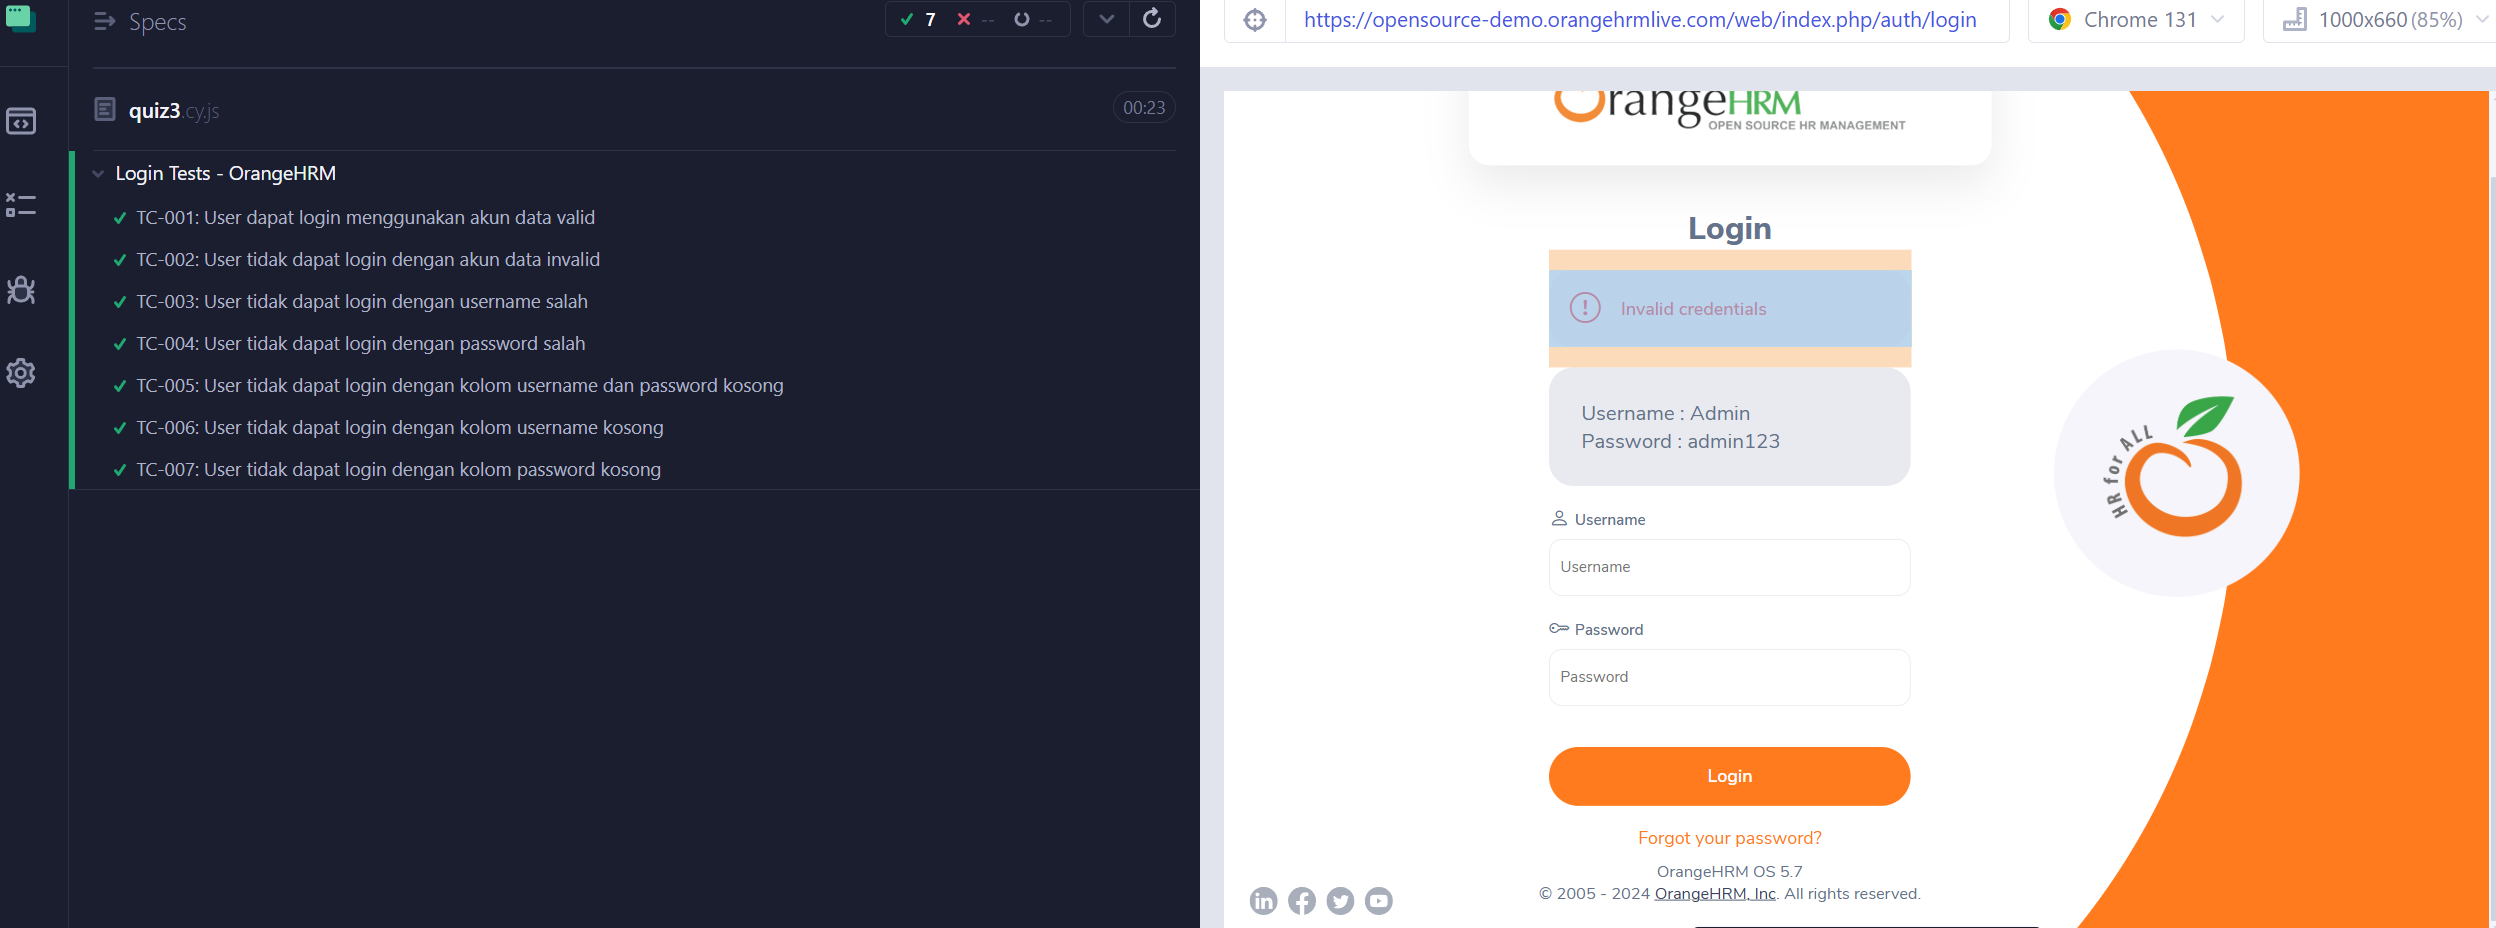 Specs
7 -- --
quiz3.cy.js
00:23
Login Tests - OrangeHRM
TC-001: User dapat login menggunakan akun data valid
TC-002: User tidak dapat login dengan akun data invalid
TC-003: User tidak dapat login dengan username salah
TC-004: User tidak dapat login dengan password salah
TC-005: User tidak dapat login dengan kolom username dan password kosong
TC-006: User tidak dapat login dengan kolom username kosong
TC-007: User tidak dapat login dengan kolom password kosong
https://opensource-demo.orangehrmlive.com/web/index.php/auth/login
Chrome 131
1000x660 (85%)
OrangeHRM
OPEN SOURCE HR MANAGEMENT
Login
Invalid credentials
Username : Admin
Password : admin123
Username
Username
Password
Password
Login
Forgot your password?
OrangeHRM OS 5.7
© 2005 - 2024 OrangeHRM, Inc. All rights reserved.
HR for ALL